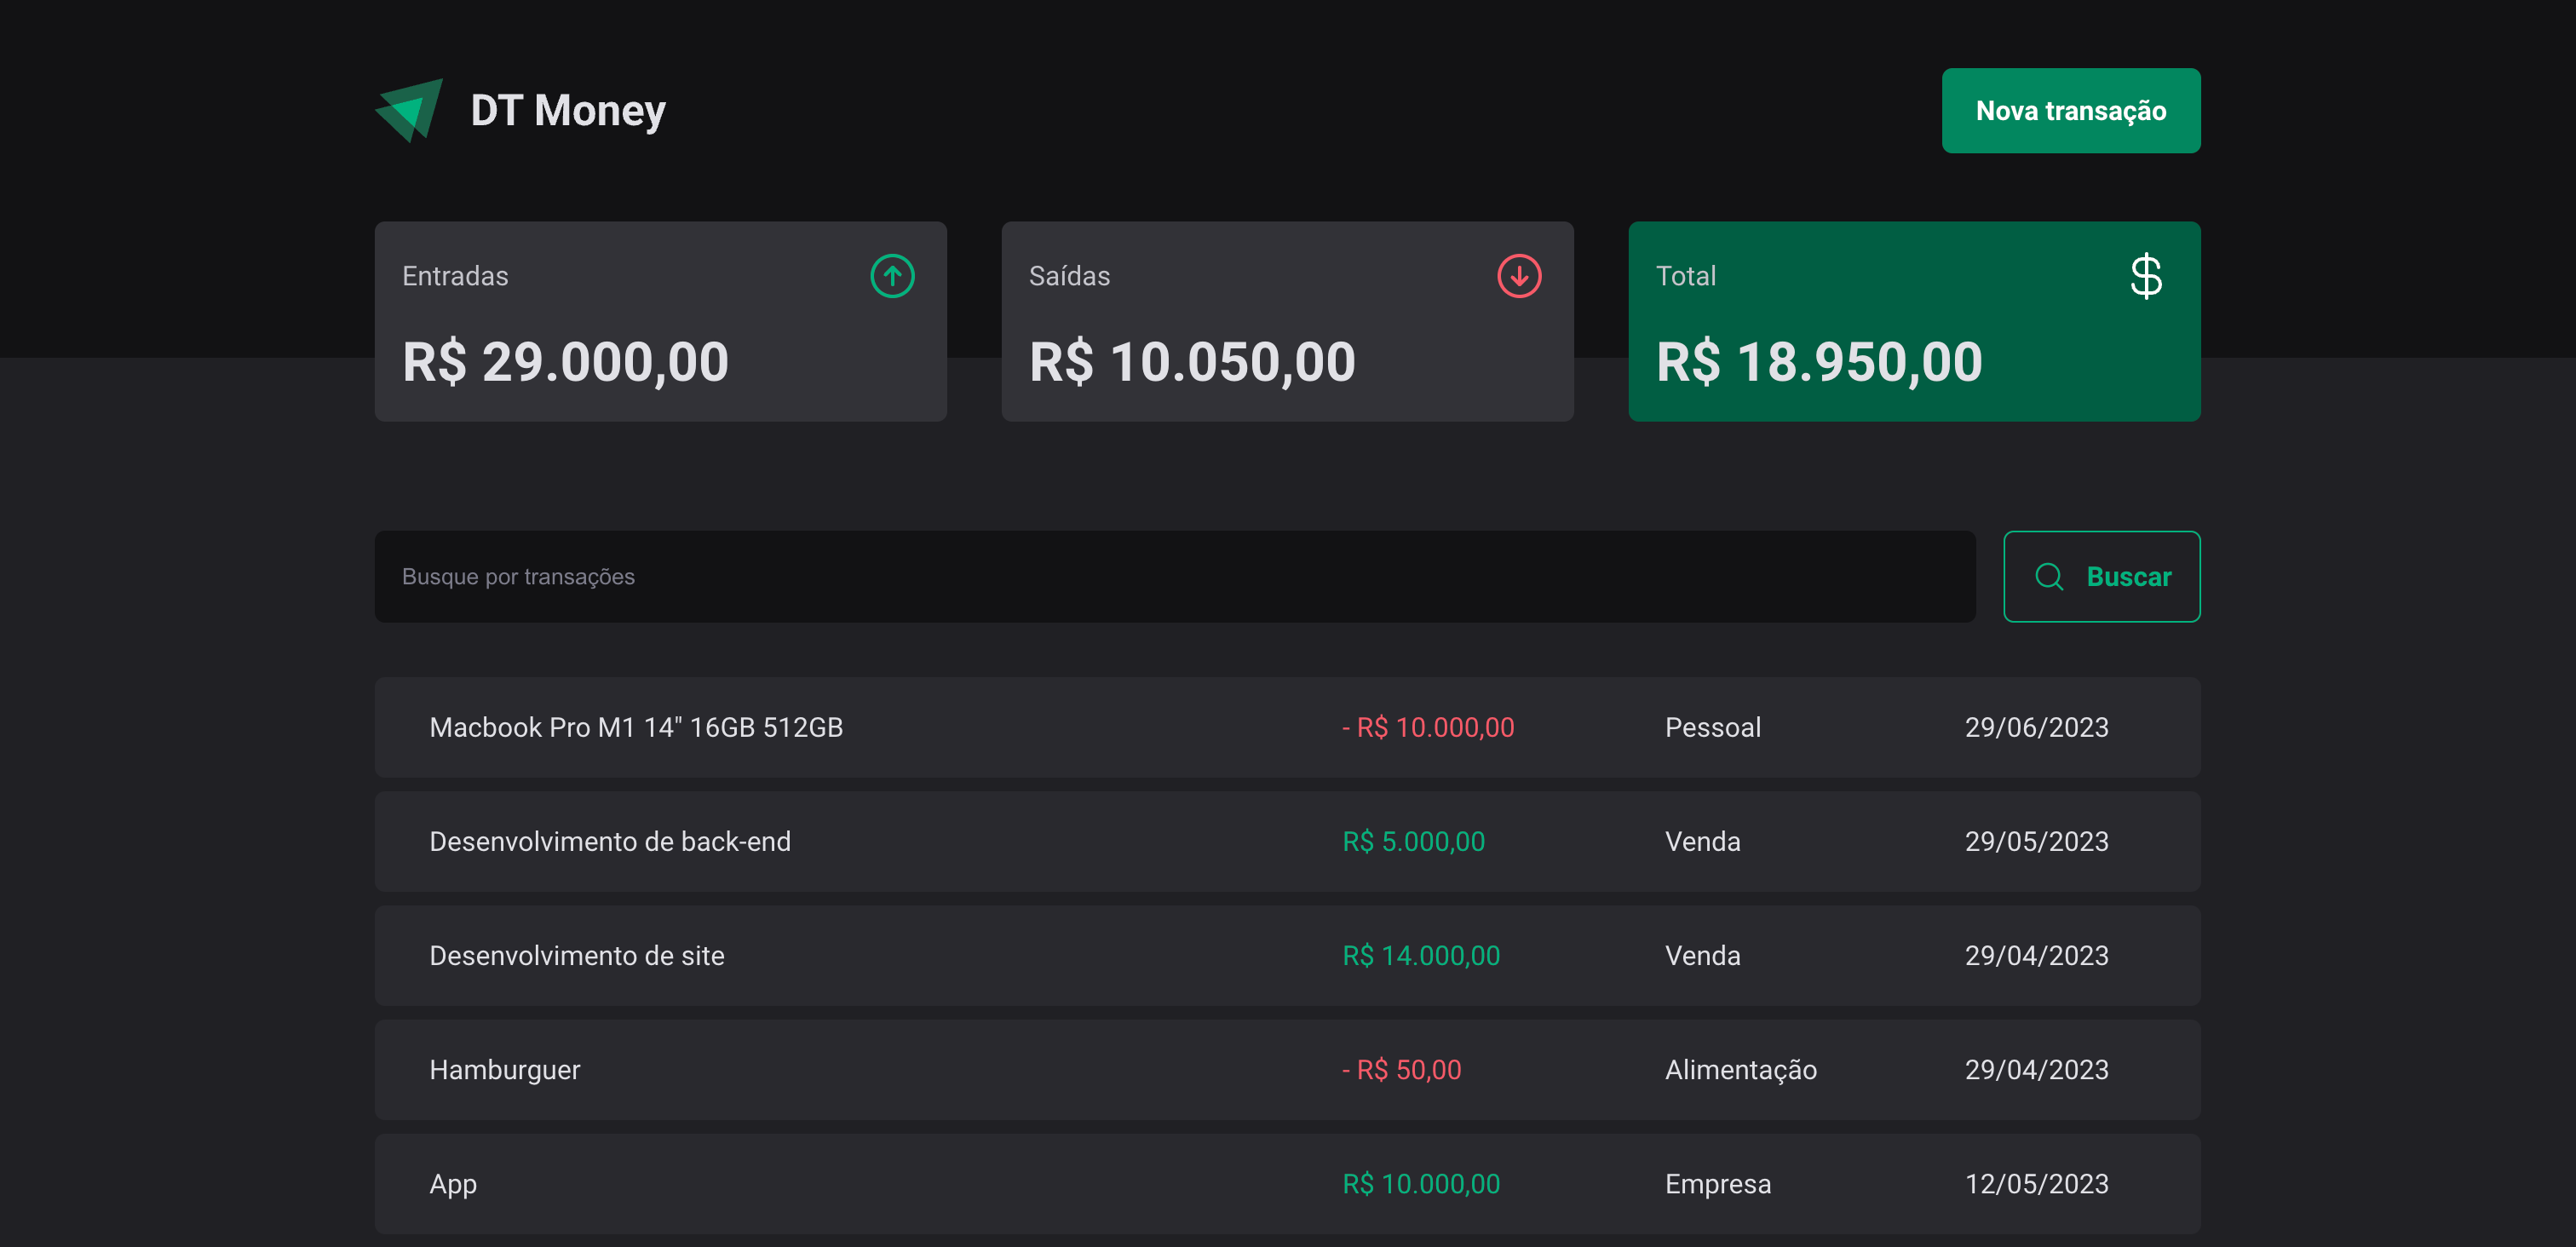 DT Money
Nova transação
Entradas
R$ 29.000,00
Saídas
R$ 10.050,00
Total
$
R$ 18.950,00
Busque por transações
Buscar
Macbook Pro M1 14" 16GB 512GB - R$ 10.000,00 Pessoal 29/06/2023
Desenvolvimento de back-end R$ 5.000,00 Venda 29/05/2023
Desenvolvimento de site R$ 14.000,00 Venda 29/04/2023
Hamburguer - R$ 50,00 Alimentação 29/04/2023
App R$ 10.000,00 Empresa 12/05/2023